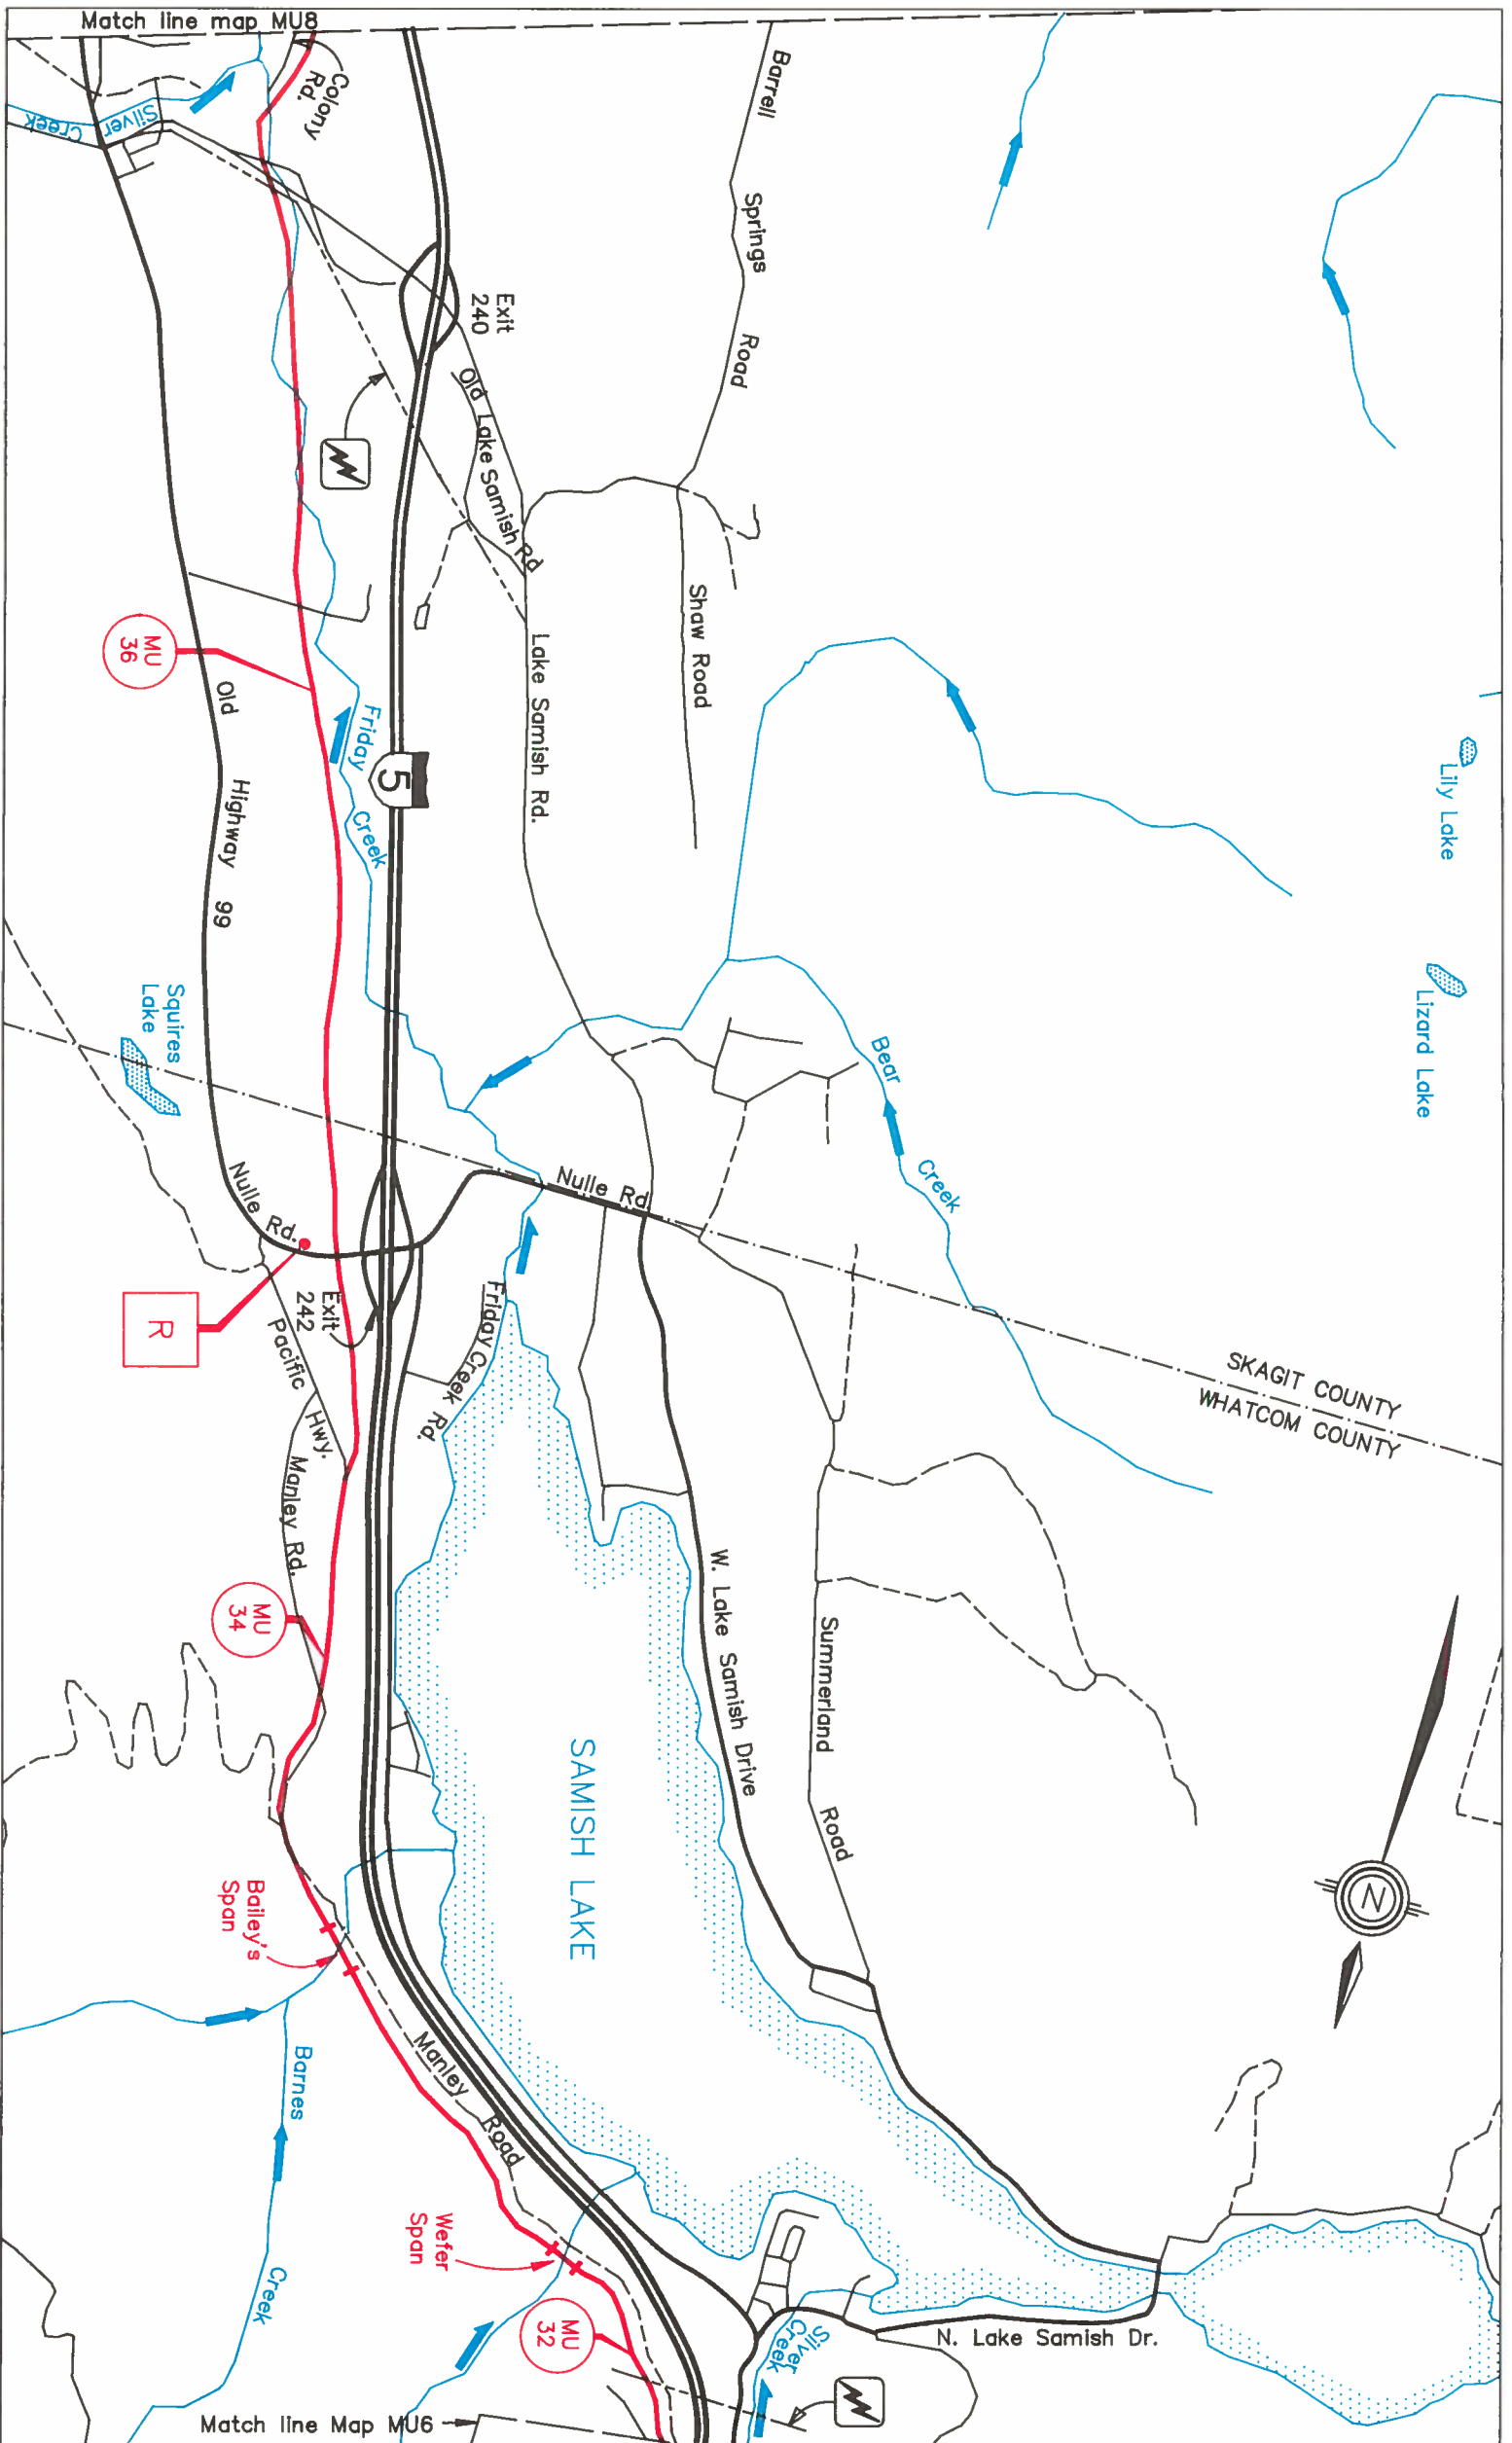 Match line map MU8
Colony
Rd.
Silver
Creek
Barrell
Springs
Road
Exit
240
Old Lake Samish Rd
Lake Samish Rd.
Shaw Road
MU
36
Old
Highway
99
Friday
Creek
5
Lily Lake
Lizard Lake
Squires
Lake
Bear
Creek
Nulle Rd.
Nulle Rd.
R
Exit
242
Pacific
Hwy.
Friday Creek Rd.
SKAGIT COUNTY
WHATCOM COUNTY
Manley Rd.
MU
34
W. Lake Samish Drive
Summerland
Road
SAMISH LAKE
N
Bailey's
Span
Barnes
Creek
Manley
Road
Wefer
Span
MU
32
Silver
Creek
N. Lake Samish Dr.
Match line Map MU6